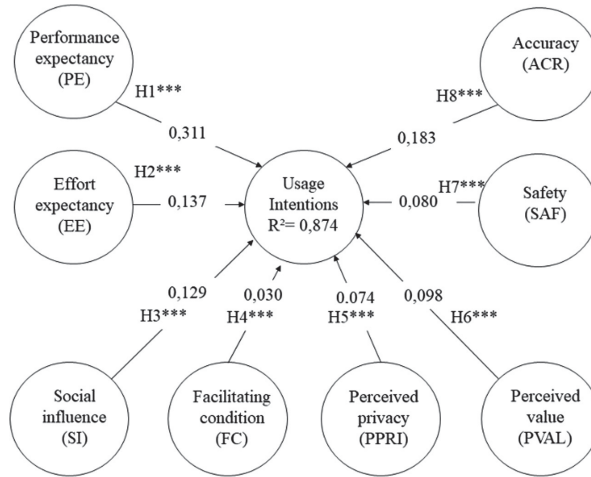 Performance
expectancy
(PE)
Accuracy
(ACR)
H1***
H8***
0,311
0,183
Effort
expectancy
(EE)
H2***
0,137
Usage
Intentions
R²= 0,874
H7***
0,080
Safety
(SAF)
0,129
0,030
0,074
0,098
H3***
H4***
H5***
H6***
Social
influence
(SI)
Facilitating
condition
(FC)
Perceived
privacy
(PPRI)
Perceived
value
(PVAL)